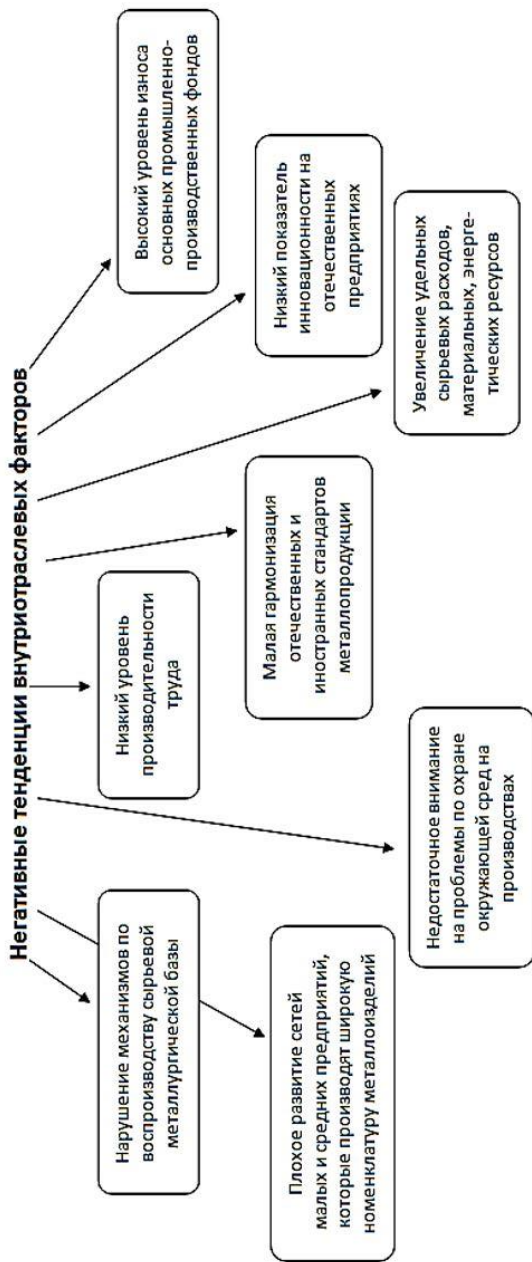 Негативные тенденции внутриотраслевых факторов
Нарушение механизмов по
воспроизводству сырьевой
металлургической базы
Низкий уровень
производительности
труда
Высокий уровень износа
основных промышленно-
производственных фондов
Плохое развитие сетей
малых и средних предприятий,
которые производят широкую
номенклатуру металлоизделий
Малая гармонизация
отечественных и
иностранных стандартов
металлопродукции
Низкий показатель
инновационности на
отечественных
предприятиях
Недостаточное внимание
на проблемы по охране
окружающей сред на
производствах
Увеличение удельных
сырьевых расходов,
материальных, энерге-
тических ресурсов